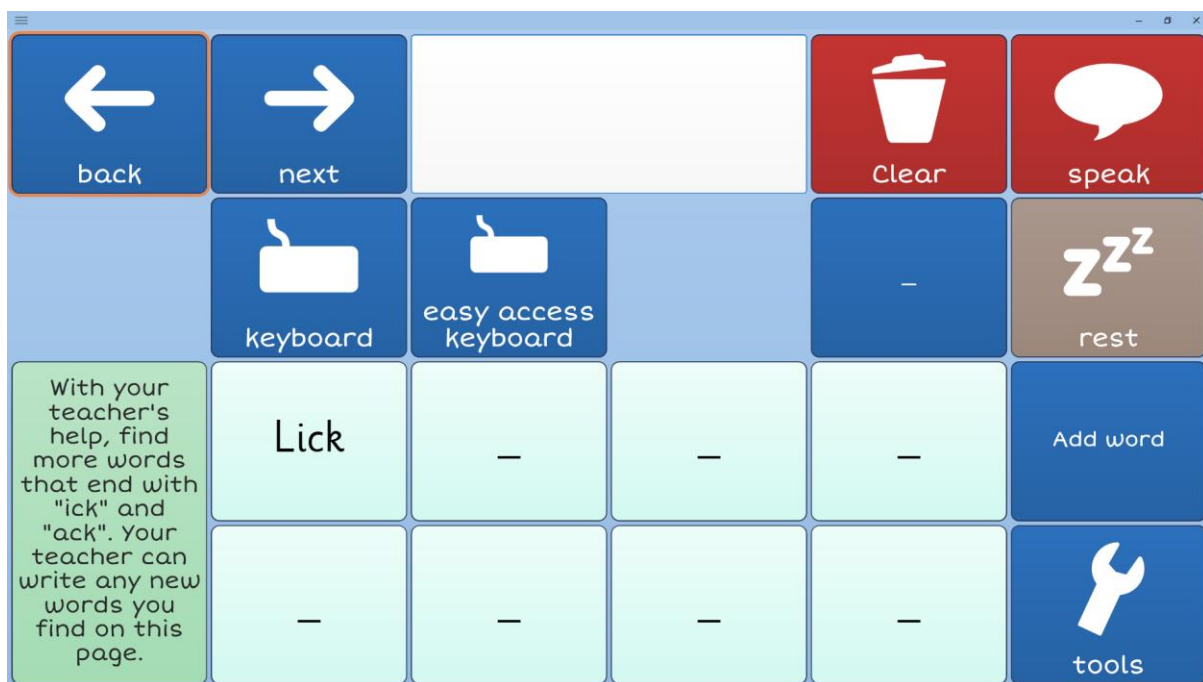 back
next
Clear
speak
keyboard
easy access
keyboard
_
zzz
rest
With your
teacher's
help, find
more words
that end with
"ick" and
"ack". Your
teacher can
write any new
words you
find on this
page.
Lick
_
_
_
Add word
_
_
_
_
tools